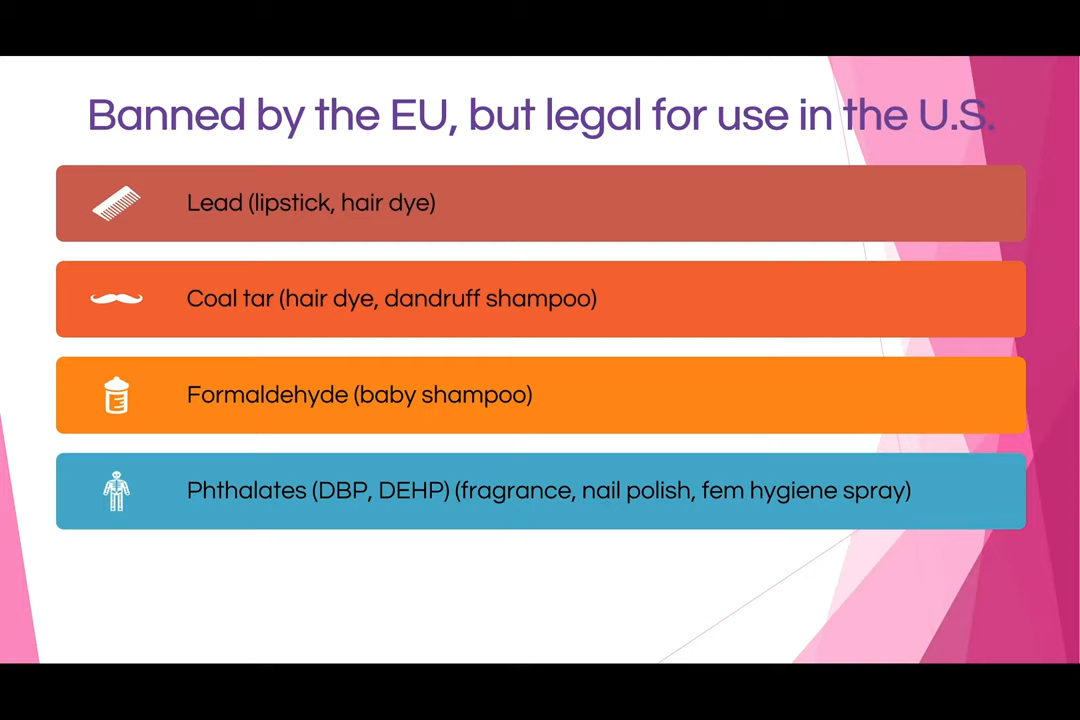 Banned by the EU, but legal for use in the U.S.
Lead (lipstick, hair dye)
Coal tar (hair dye, dandruff shampoo)
Formaldehyde (baby shampoo)
Phthalates (DBP, DEHP) (fragrance, nail polish, fem hygiene spray)